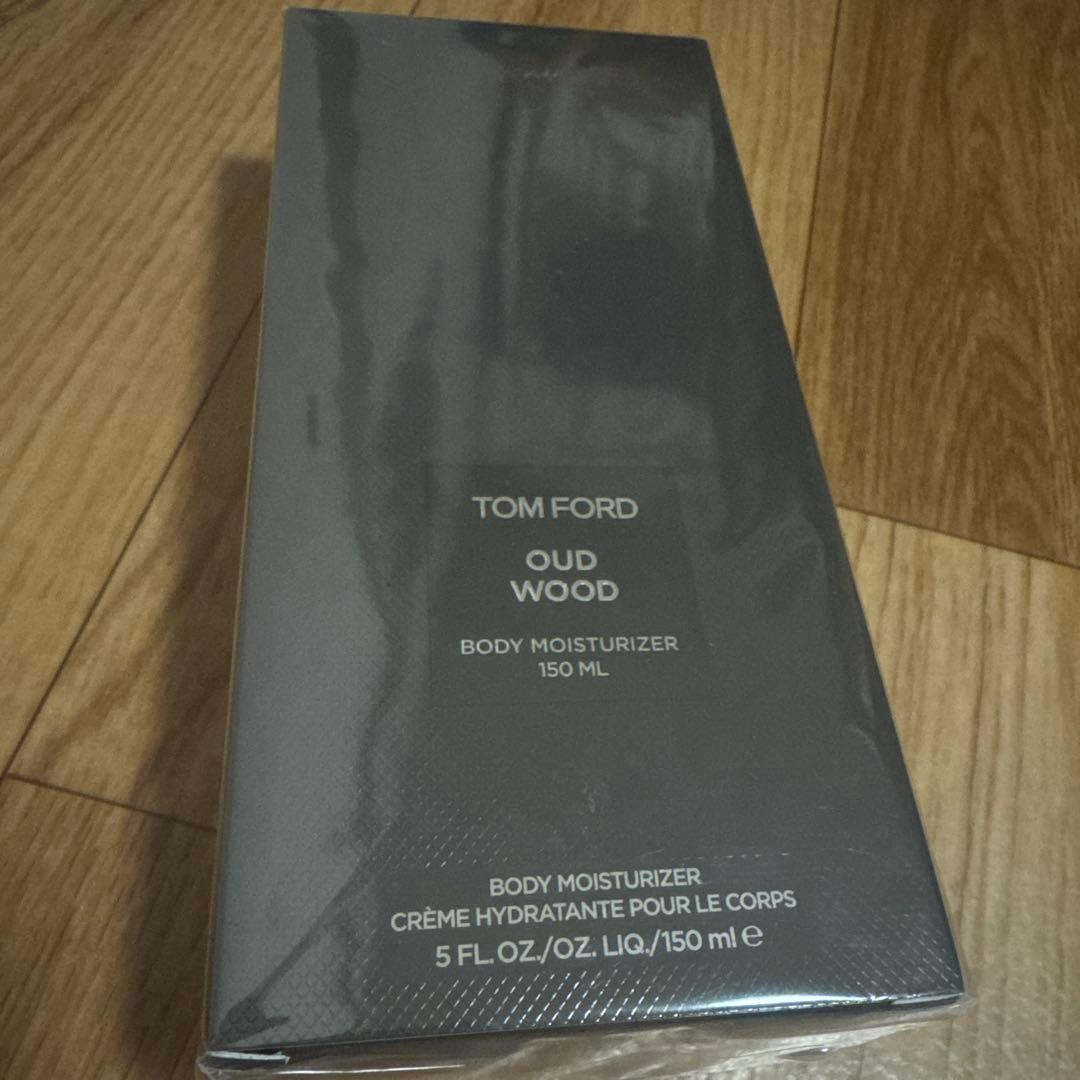 TOM FORD
OUD
WOOD
BODY MOISTURIZER
150 ML
BODY MOISTURIZER
CRÈME HYDRATANTE POUR LE CORPS
5 FL. OZ./OZ. LIQ./150 ml e